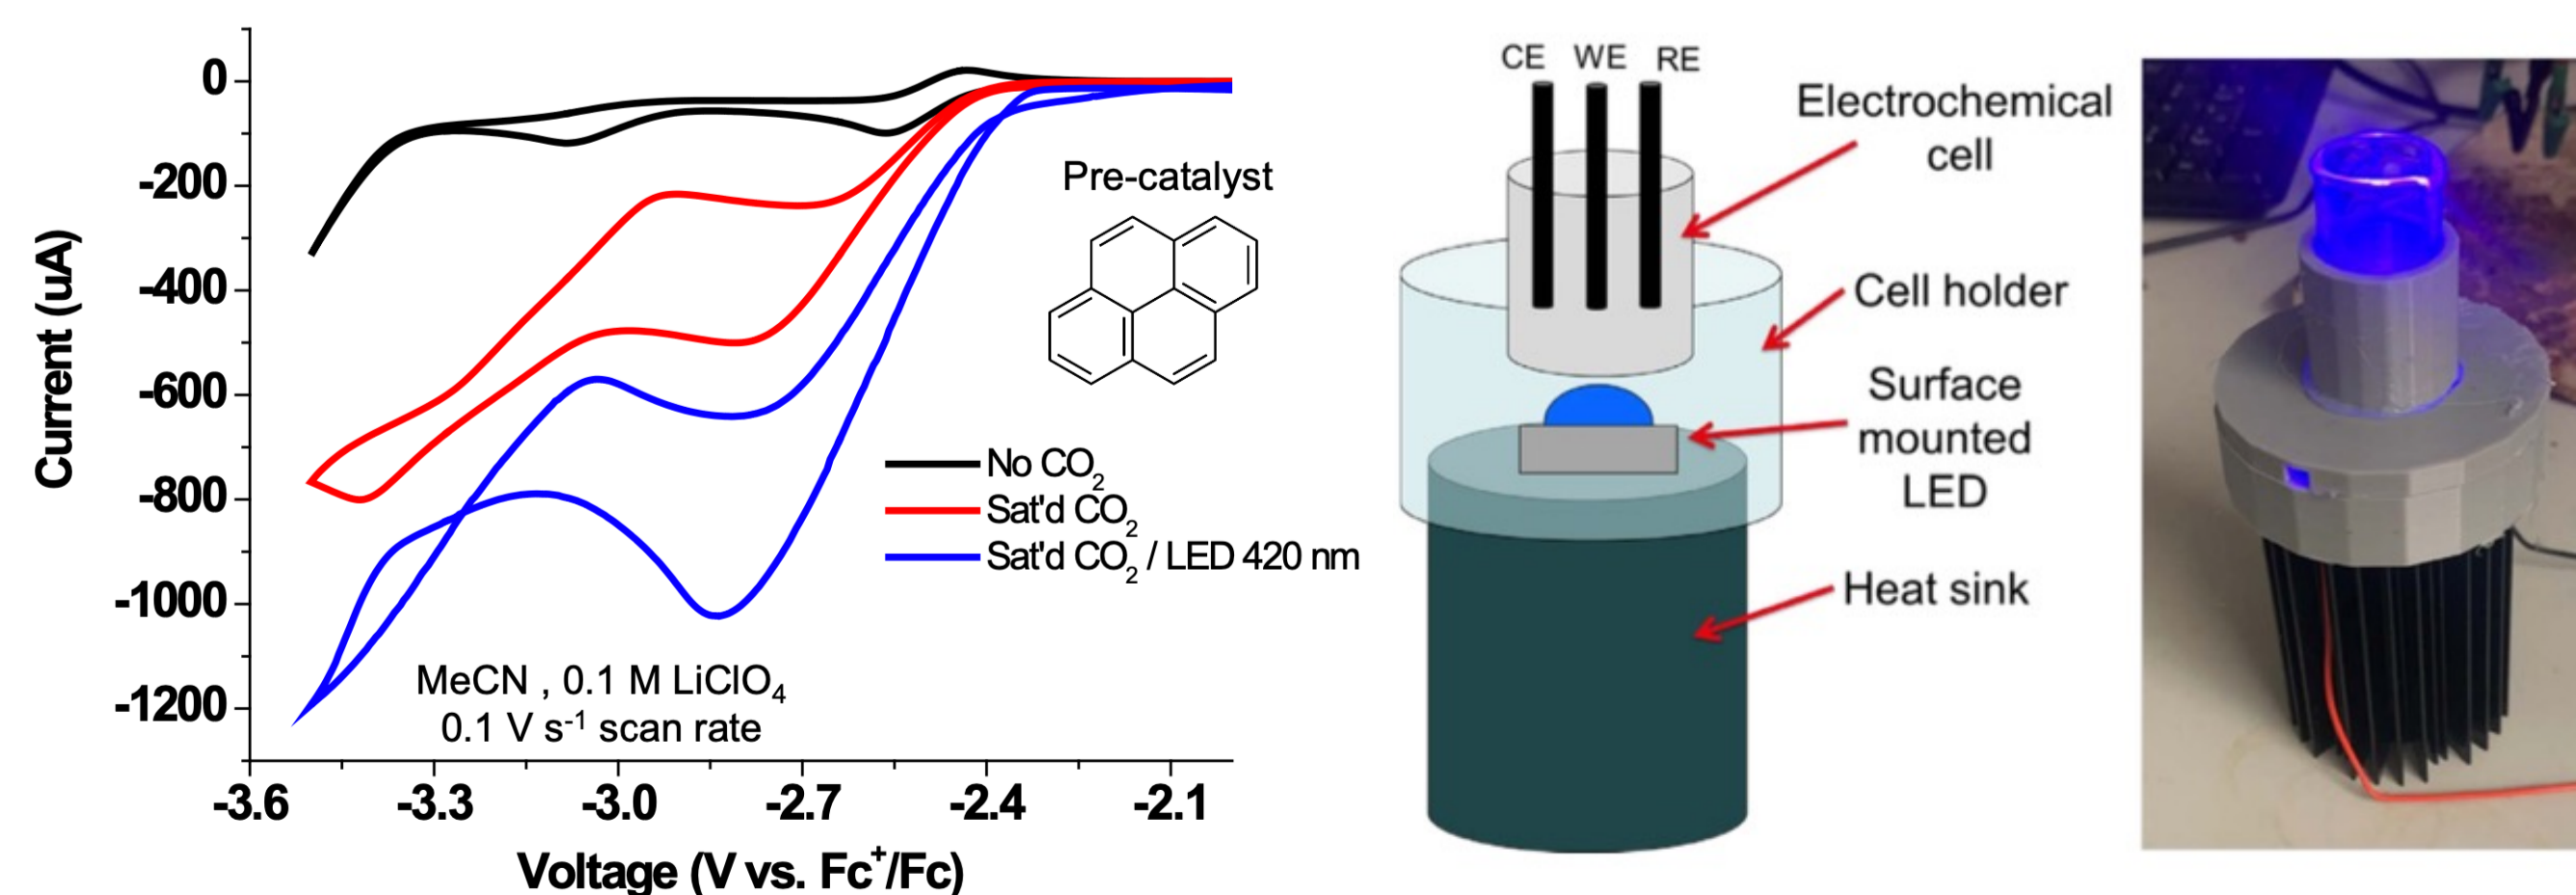 0
-200
-400
-600
-800
-1000
-1200
Current (uA)
-3.6
-3.3
-3.0
-2.7
-2.4
-2.1
Voltage (V vs. Fc⁺/Fc)
Pre-catalyst
No CO₂
Sat'd CO₂
Sat'd CO₂ / LED 420 nm
MeCN , 0.1 M LiClO₄
0.1 V s⁻¹ scan rate
CE WE RE
Electrochemical
cell
Cell holder
Surface
mounted
LED
Heat sink